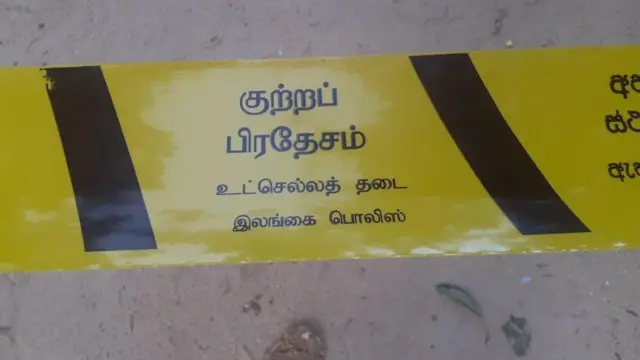 குற்றப்
பிரதேசம்
உட்செல்லத் தடை
இலங்கை பொலிஸ்